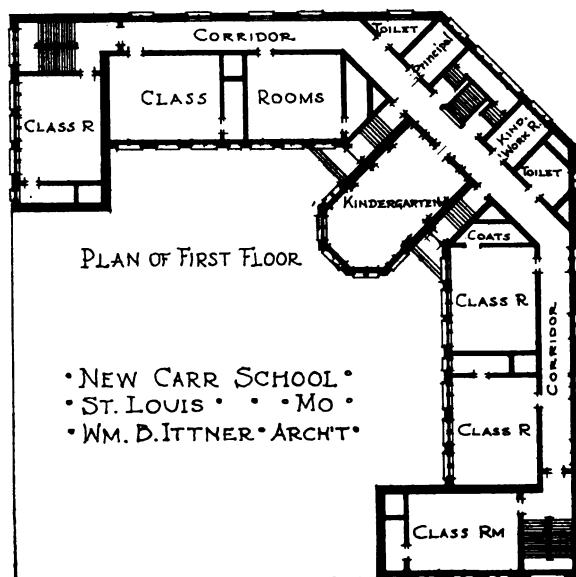 CORRIDOR
TOILET
Principal
CLASS ROOMS
CLASS R
KIND.
WORK R.
TOILET
KINDERGARTEN
COATS
PLAN OF FIRST FLOOR
CLASS R
CORRIDOR
• NEW CARR SCHOOL •
• ST. LOUIS • • • MO •
• WM. B. ITTNER • ARCH'T •
CLASS R
CLASS RM